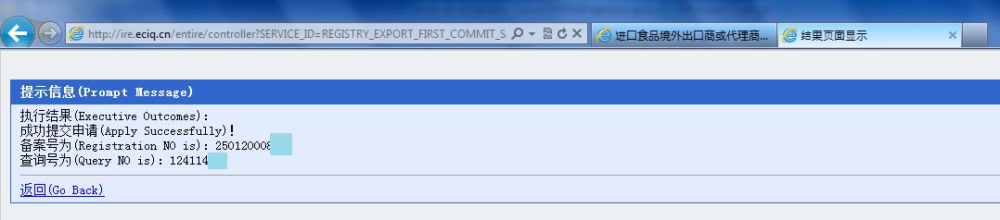 http://ire.eciq.cn/entire/controller?SERVICE_ID=REGISTRY_EXPORT_FIRST_COMMIT_S
进口食品境外出口商或代理商...
结果页面显示
提示信息(Prompt Message)
执行结果(Executive Outcomes):
成功提交申请(Apply Successfully)!
备案号为(Registration NO is): 250120008
查询号为(Query NO is): 124114
返回(Go Back)